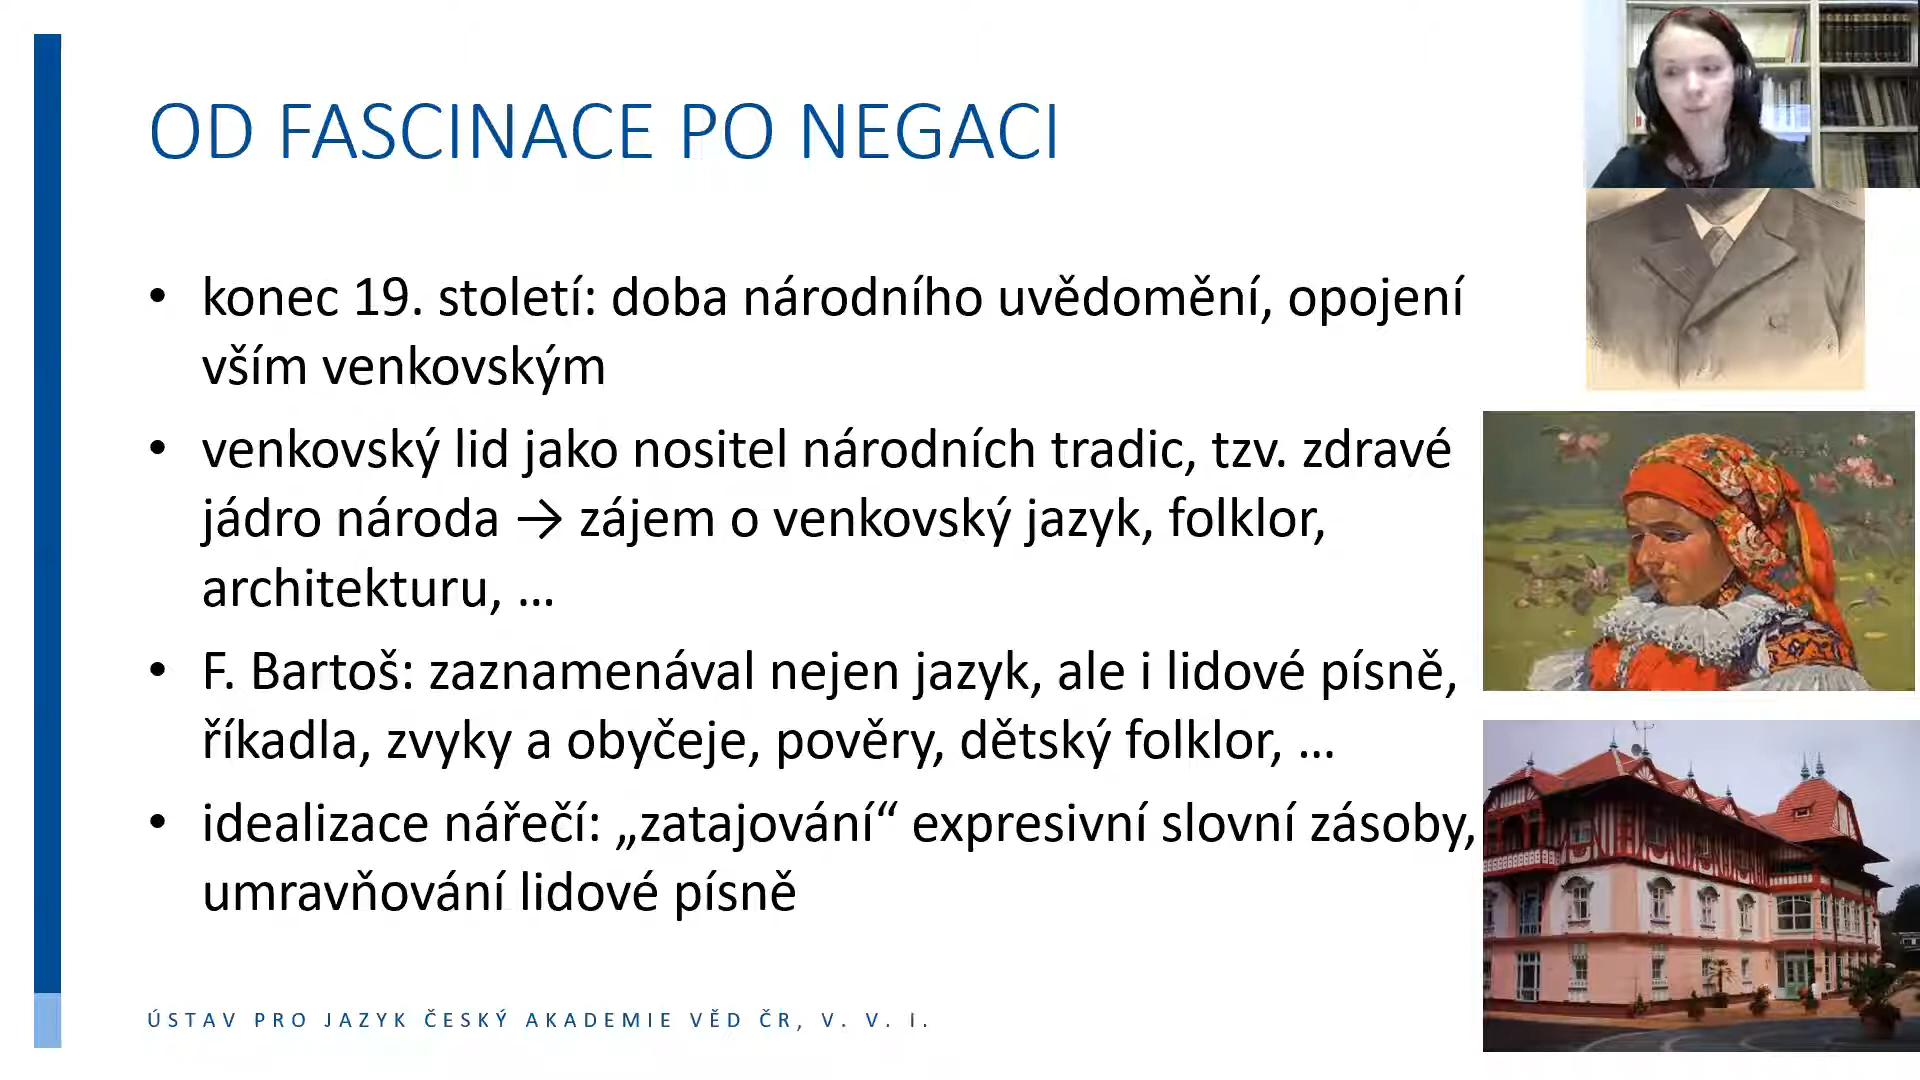 OD FASCINACE PO NEGACI
• konec 19. století: doba národního uvědomění, opojení
vším venkovským
• venkovský lid jako nositel národních tradic, tzv. zdravé
jádro národa → zájem o venkovský jazyk, folklor,
architekturu, …
• F. Bartoš: zaznamenával nejen jazyk, ale i lidové písně,
říkadla, zvyky a obyčeje, pověry, dětský folklor, …
• idealizace nářečí: „zatajování“ expresivní slovní zásoby,
umravňování lidové písně
ÚSTAV PRO JAZYK ČESKÝ AKADEMIE VĚD ČR, V. V. I.